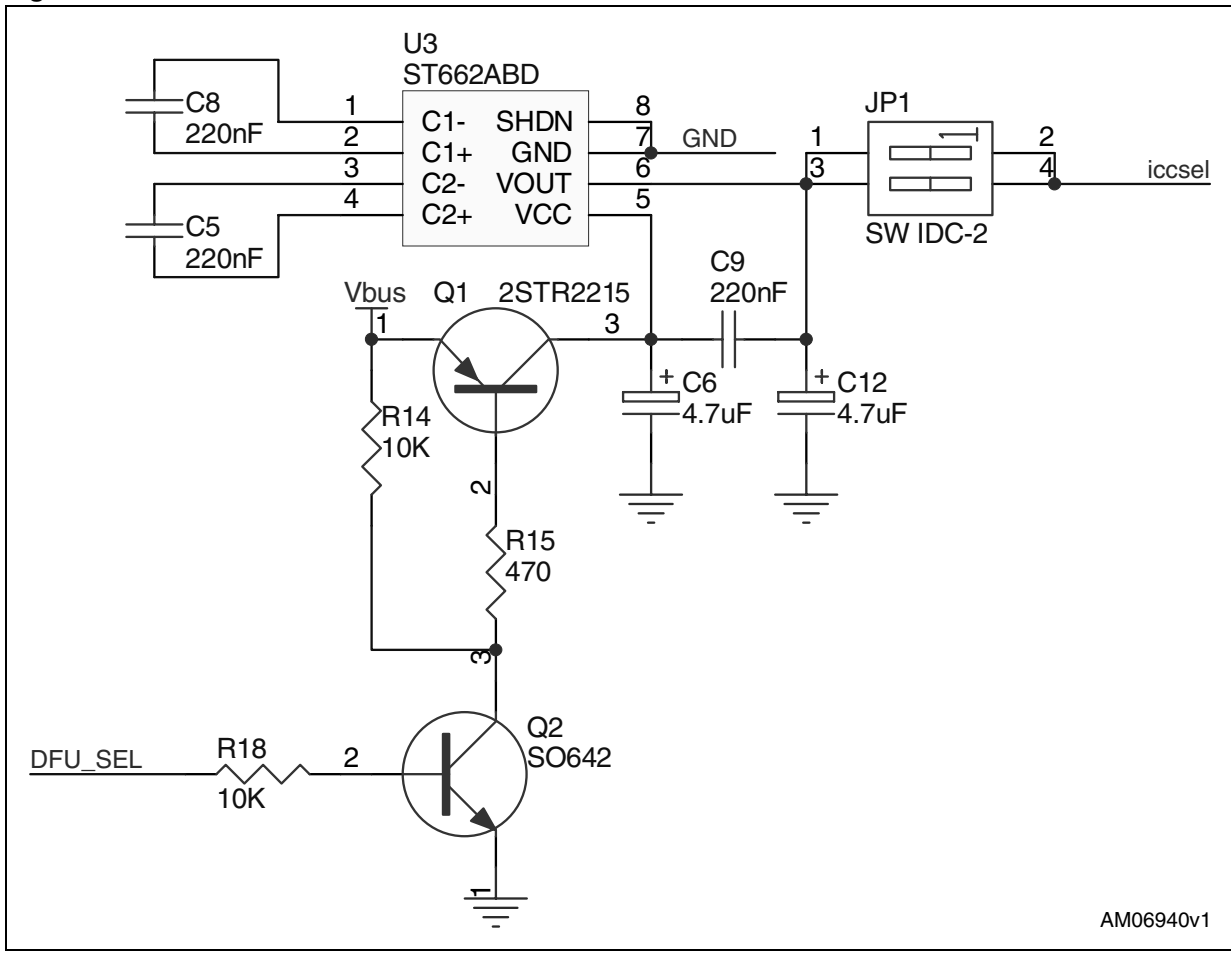 U3
ST662ABD
C8
220nF
1
2
3
4
C1-
C1+
C2-
C2+
SHDN
GND
VOUT
VCC
8
7
6
5
GND
JP1
1
3
2
4
1
SW IDC-2
iccsel
C5
220nF
Vbus
Q1
2STR2215
1
3
C9
220nF
+
C6
4.7uF
+
C12
4.7uF
R14
10K
2
R15
470
3
Q2
SO642
DFU_SEL
R18
10K
2
1
AM06940v1